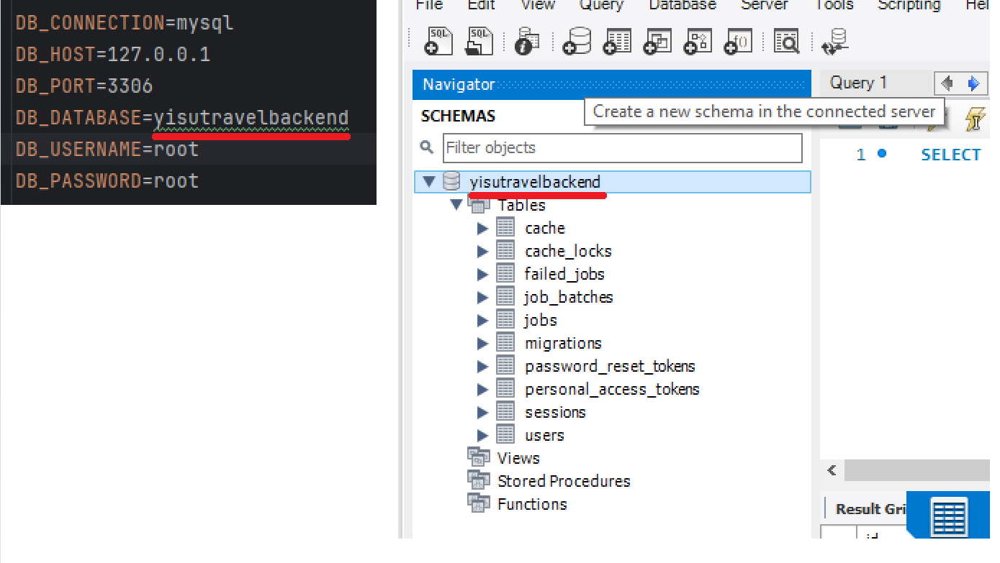 DB_CONNECTION=mysql
DB_HOST=127.0.0.1
DB_PORT=3306
DB_DATABASE=yisutravelbackend
DB_USERNAME=root
DB_PASSWORD=root
File Edit View Query Database Server Tools Scripting Hel
SQL SQL
Navigator
Query 1
SCHEMAS
Create a new schema in the connected server
Filter objects
1 SELECT
yisutravelbackend
Tables
cache
cache_locks
failed_jobs
job_batches
jobs
migrations
password_reset_tokens
personal_access_tokens
sessions
users
Views
Stored Procedures
Functions
Result Gri
id